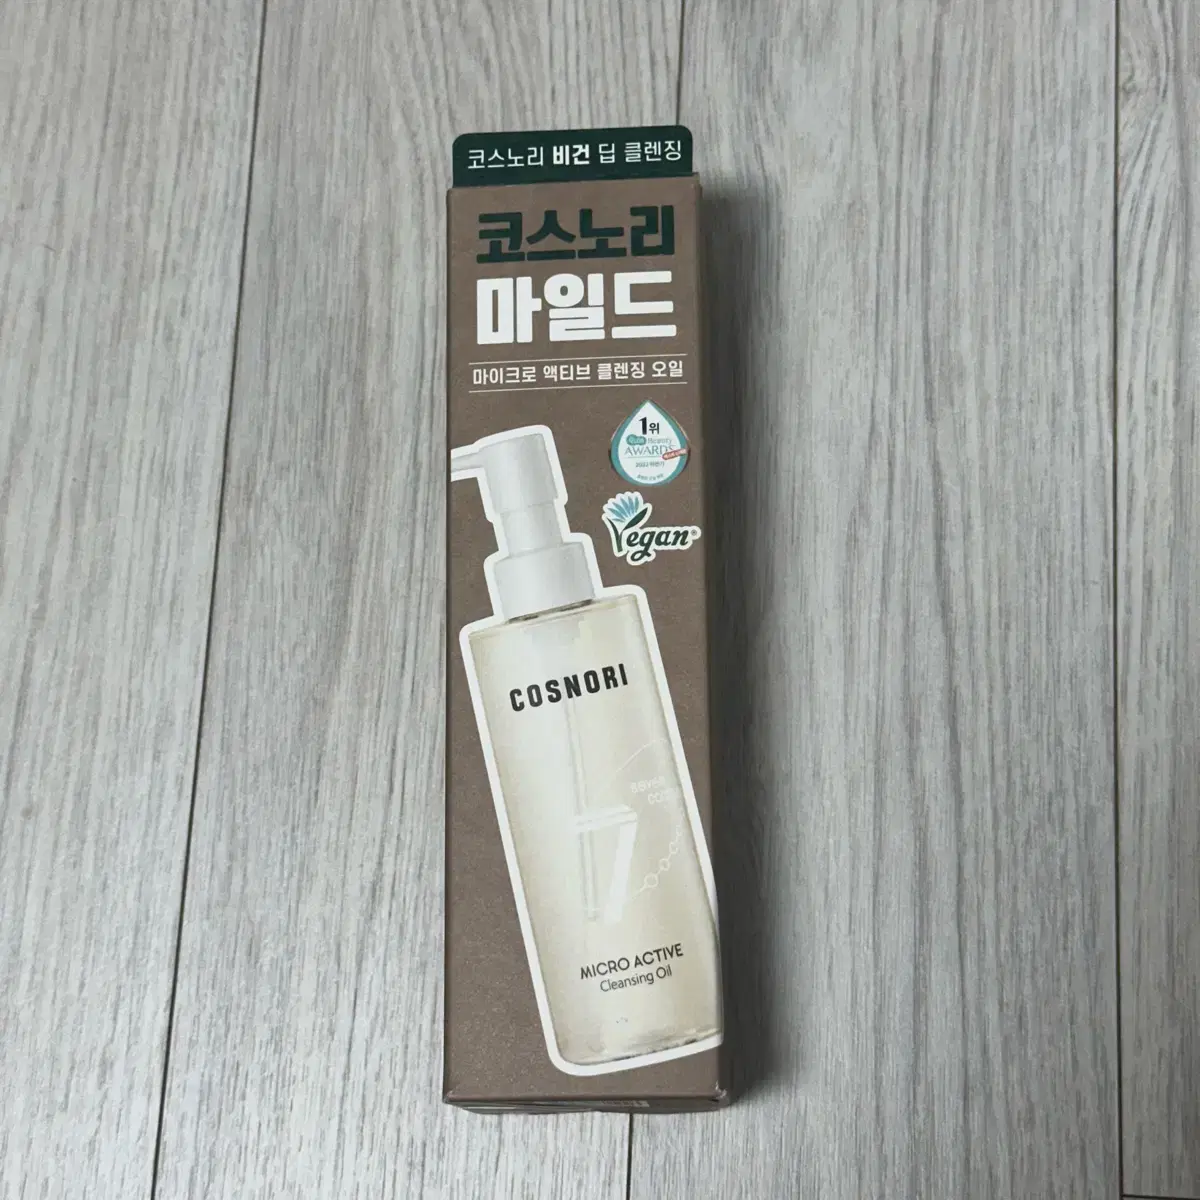 코스노리 비건 딥 클렌징
코스노리
마일드
마이크로 액티브 클렌징 오일
1위
Beauty
AWARDS
Vegan®
COSNORI
7
MICRO ACTIVE
Cleansing Oil